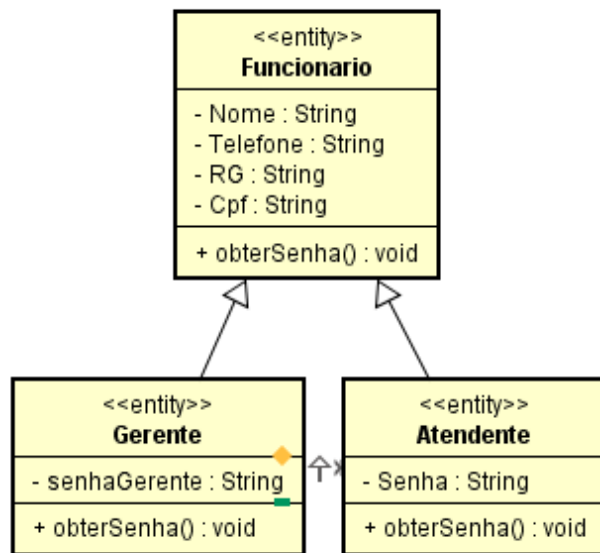 <<entity>>
Funcionario
- Nome : String
- Telefone : String
- RG : String
- Cpf : String
+ obterSenha() : void
<<entity>>
Gerente
- senhaGerente : String
+ obterSenha() : void
<<entity>>
Atendente
- Senha : String
+ obterSenha() : void